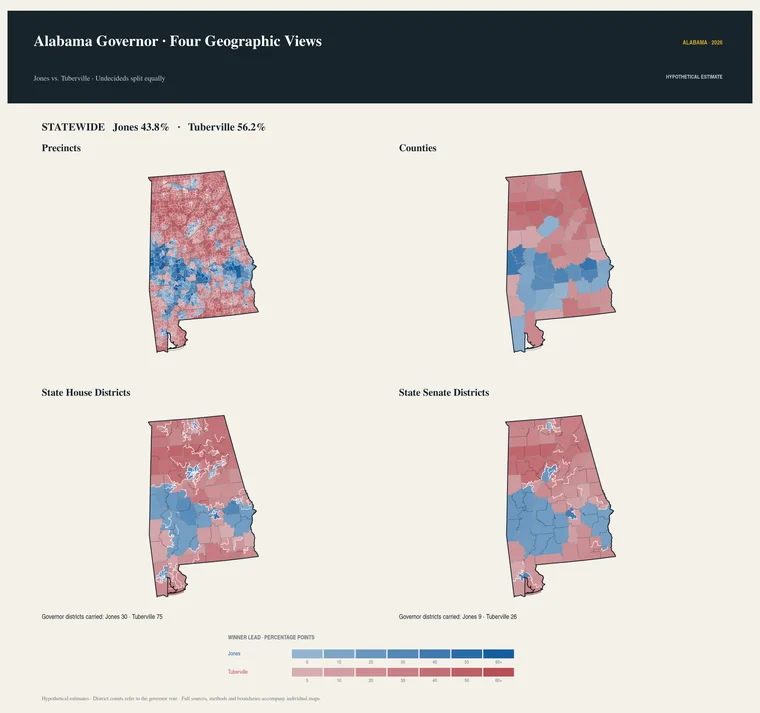 Alabama Governor · Four Geographic Views
ALABAMA · 2026
Jones vs. Tuberville · Undecideds split equally
HYPOTHETICAL ESTIMATE
STATEWIDE Jones 43.8% · Tuberville 56.2%
Precincts
Counties
State House Districts
State Senate Districts
Governor districts carried: Jones 30 · Tuberville 75
Governor districts carried: Jones 9 · Tuberville 26
WINNER LEAD · PERCENTAGE POINTS
Jones
0 10 20 30 40 50 60+
Tuberville
0 10 20 30 40 50 60+
Hypothetical estimates · District counts refer to the governor vote · Full sources, methods and boundaries accompany individual maps